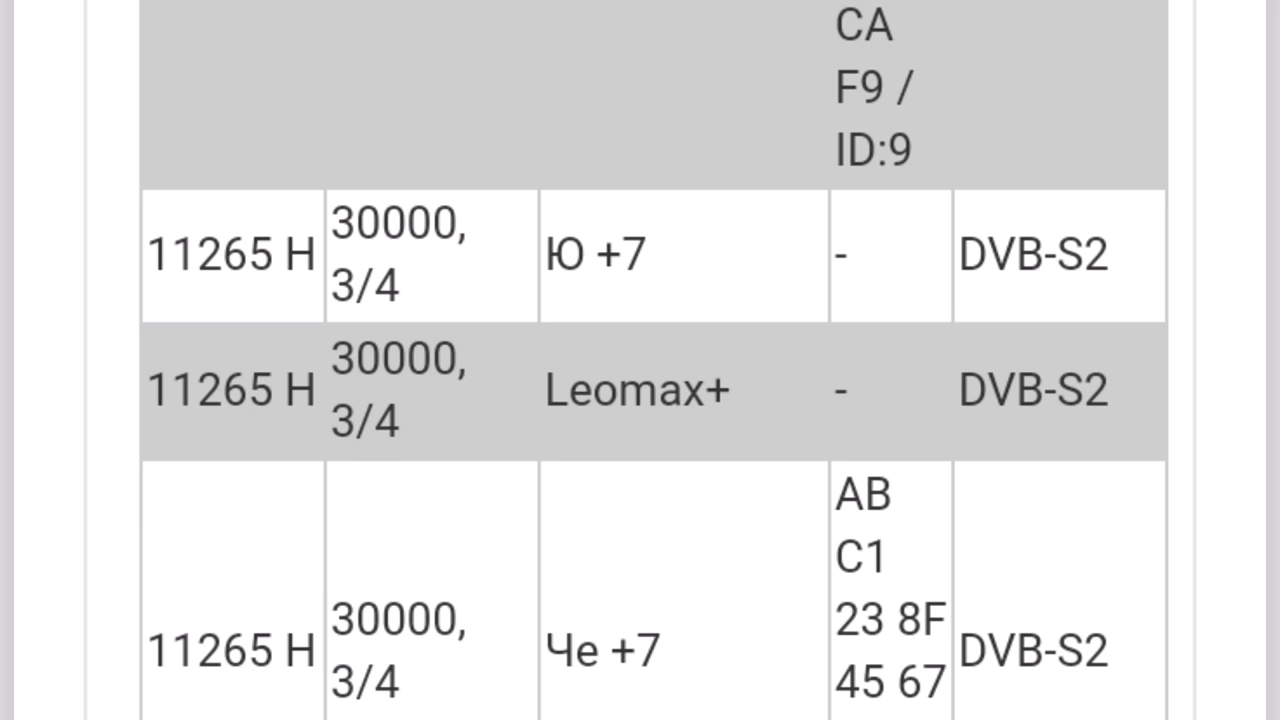 CA
F9 /
ID:9
11265 H
30000,
3/4
Ю +7
-
DVB-S2
11265 H
30000,
3/4
Leomax+
-
DVB-S2
11265 H
30000,
3/4
Че +7
AB
C1
23 8F
45 67
DVB-S2